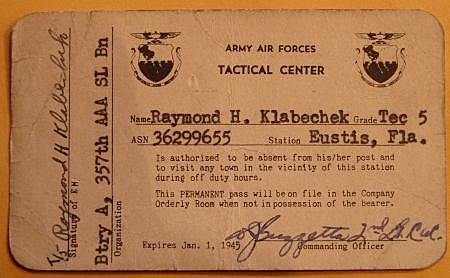 ARMY AIR FORCES
TACTICAL CENTER
Name Raymond H. Klabechek Grade Tec 5
ASN 36299655 Station Eustis, Fla.
Is authorized to be absent from his/her post and
to visit any town in the vicinity of this station
during off duty hours.
This PERMANENT pass will be on file in the Company
Orderly Room when not in possession of the bearer.
Expires Jan. 1, 1945 Commanding Officer
T/5 Raymond H Klabechek
Signature of EM
Btry A, 357th AAA SL Bn
Organization